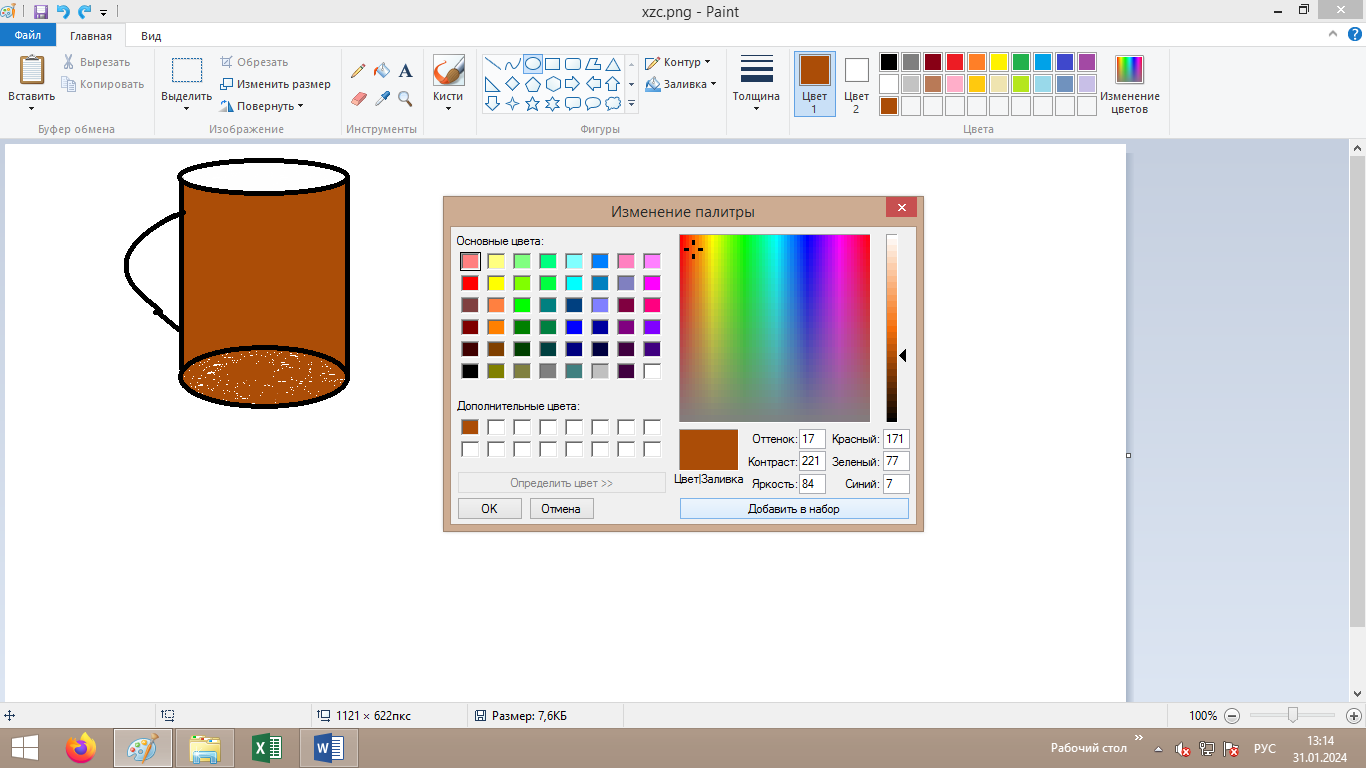 xzc.png - Paint
Файл
Главная
Вид
Вставить
Вырезать
Копировать
Буфер обмена
Выделить
Обрезать
Изменить размер
Повернуть
Изображение
A
Инструменты
Кисти
Контур
Заливка
Фигуры
Толщина
Цвет
1
Цвет
2
Изменение
цветов
Цвета
Изменение палитры
Основные цвета:
Дополнительные цвета:
Определить цвет >>
OK
Отмена
Цвет|Заливка
Оттенок: 17
Красный: 171
Контраст: 221
Зеленый: 77
Яркость: 84
Синий: 7
Добавить в набор
1121 × 622пкс
Размер: 7,6КБ
100%
Рабочий стол
РУС
13:14
31.01.2024